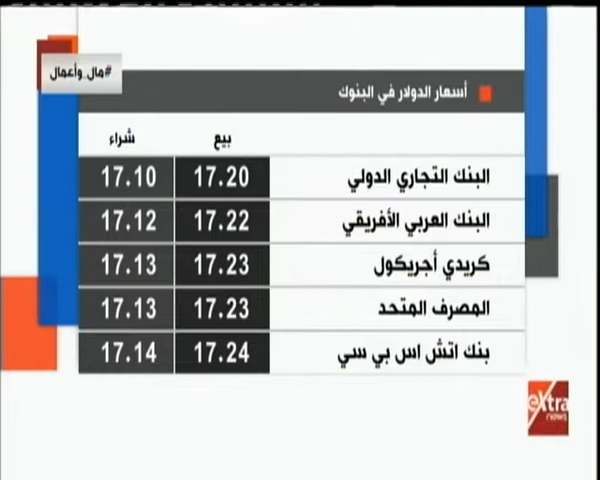 #مال_وأعمال
أسعار الدولار في البنوك
بيع شراء
البنك التجاري الدولي 17.20 17.10
البنك العربي الأفريقي 17.22 17.12
كريدي أجريكول 17.23 17.13
المصرف المتحد 17.23 17.13
بنك اتش اس بي سي 17.24 17.14
eXtra
news